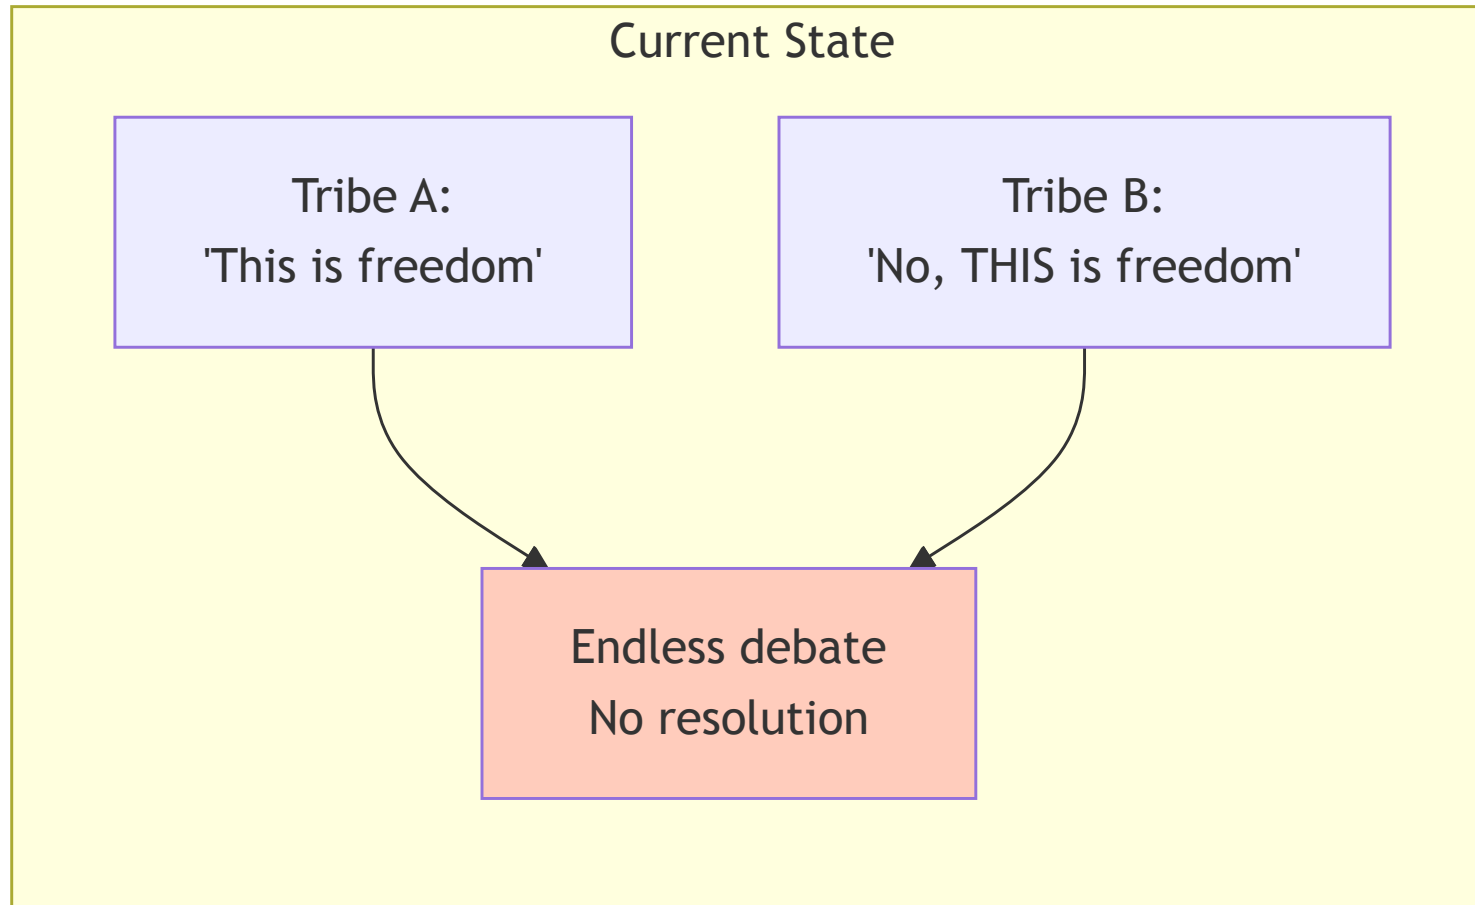 Current State
Tribe A:
'This is freedom'
Tribe B:
'No, THIS is freedom'
Endless debate
No resolution